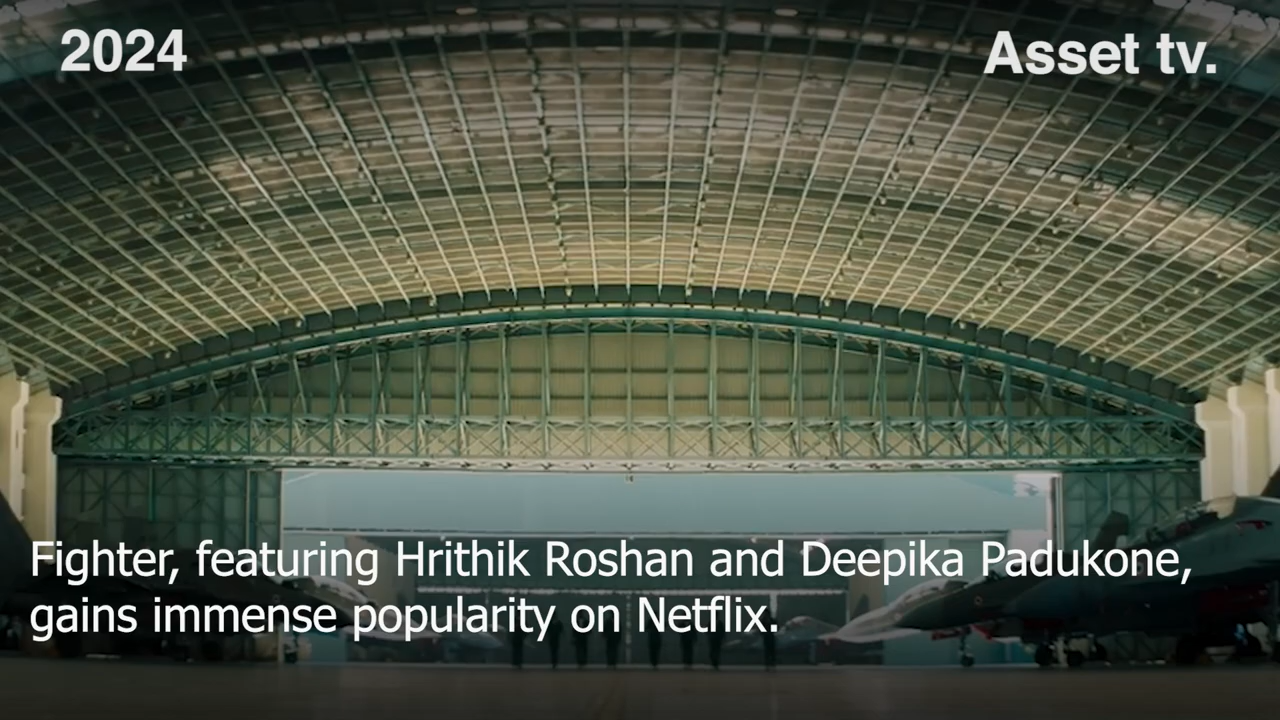 2024
Asset tv.
Fighter, featuring Hrithik Roshan and Deepika Padukone,
gains immense popularity on Netflix.